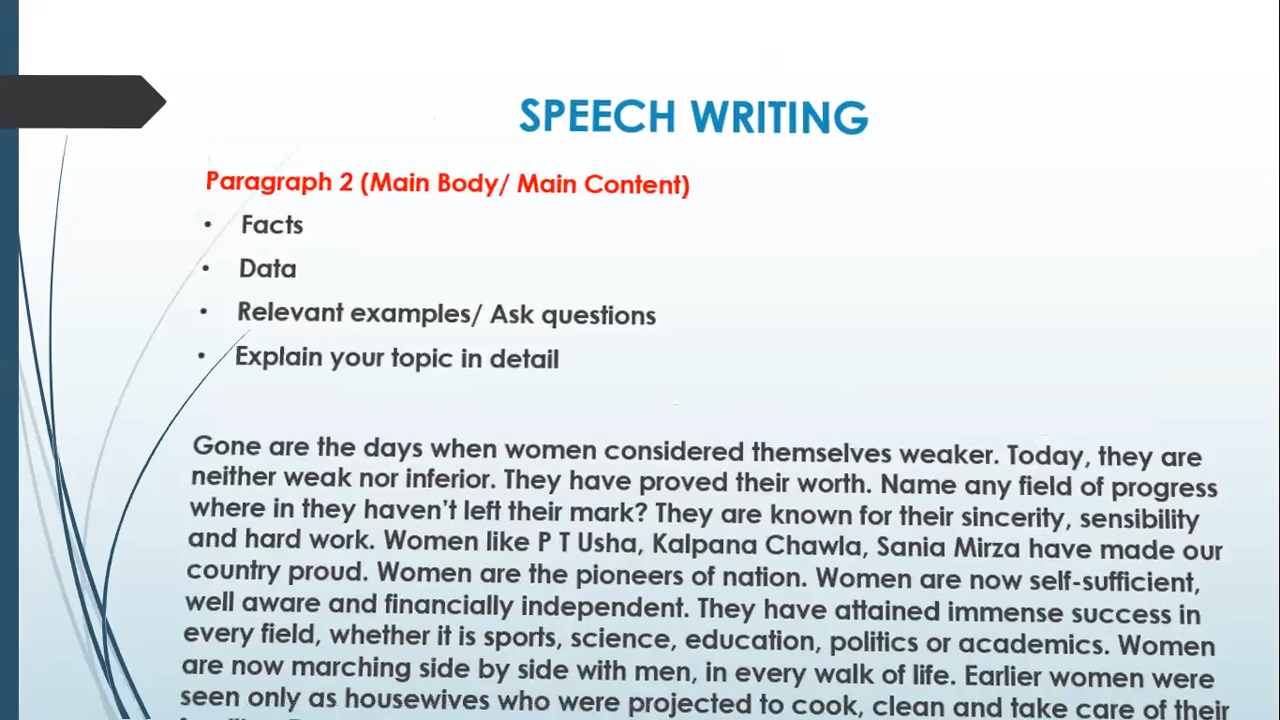 SPEECH WRITING
Paragraph 2 (Main Body/ Main Content)
• Facts
• Data
• Relevant examples/ Ask questions
• Explain your topic in detail
Gone are the days when women considered themselves weaker. Today, they are
neither weak nor inferior. They have proved their worth. Name any field of progress
where in they haven't left their mark? They are known for their sincerity, sensibility
and hard work. Women like P T Usha, Kalpana Chawla, Sania Mirza have made our
country proud. Women are the pioneers of nation. Women are now self-sufficient,
well aware and financially independent. They have attained immense success in
every field, whether it is sports, science, education, politics or academics. Women
are now marching side by side with men, in every walk of life. Earlier women were
seen only as housewives who were projected to cook, clean and take care of their